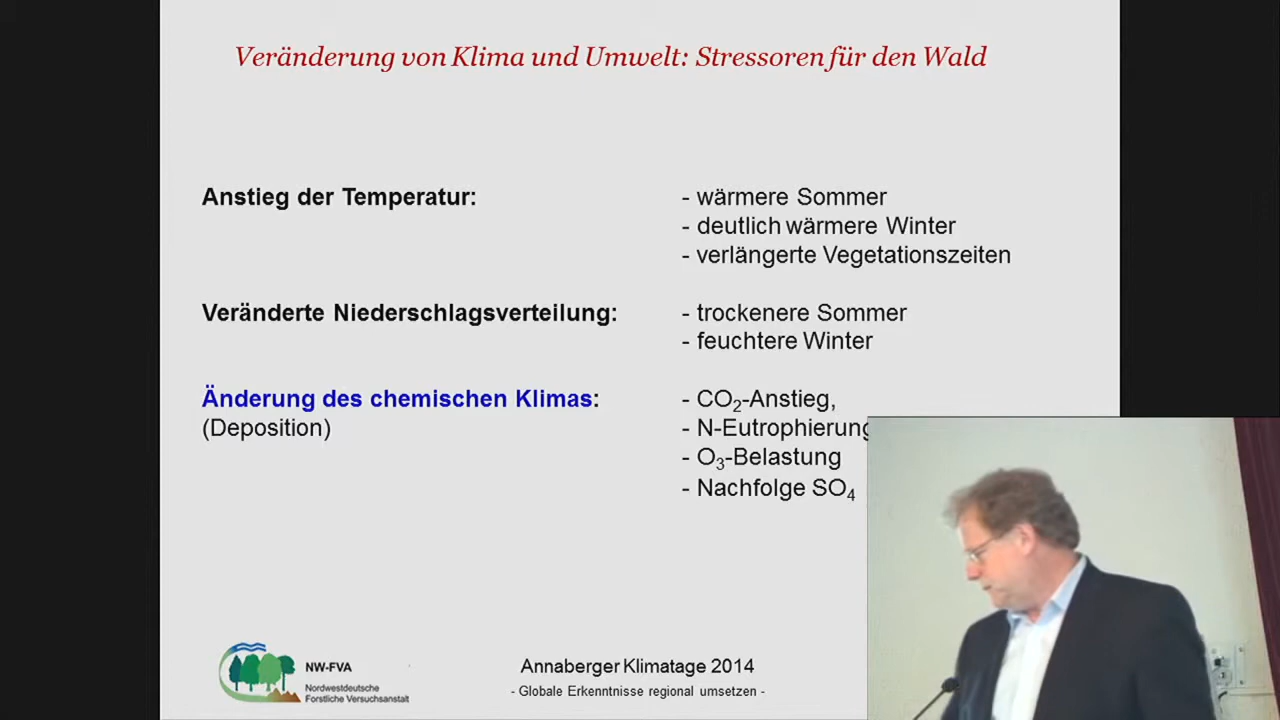 Veränderung von Klima und Umwelt: Stressoren für den Wald
Anstieg der Temperatur:
- wärmere Sommer
- deutlich wärmere Winter
- verlängerte Vegetationszeiten
Veränderte Niederschlagsverteilung:
- trockenere Sommer
- feuchtere Winter
Änderung des chemischen Klimas:
(Deposition)
- CO₂-Anstieg,
- N-Eutrophierung
- O₃-Belastung
- Nachfolge SO₄
NW-FVA
Nordwestdeutsche
Forstliche Versuchsanstalt
Annaberger Klimatage 2014
- Globale Erkenntnisse regional umsetzen -